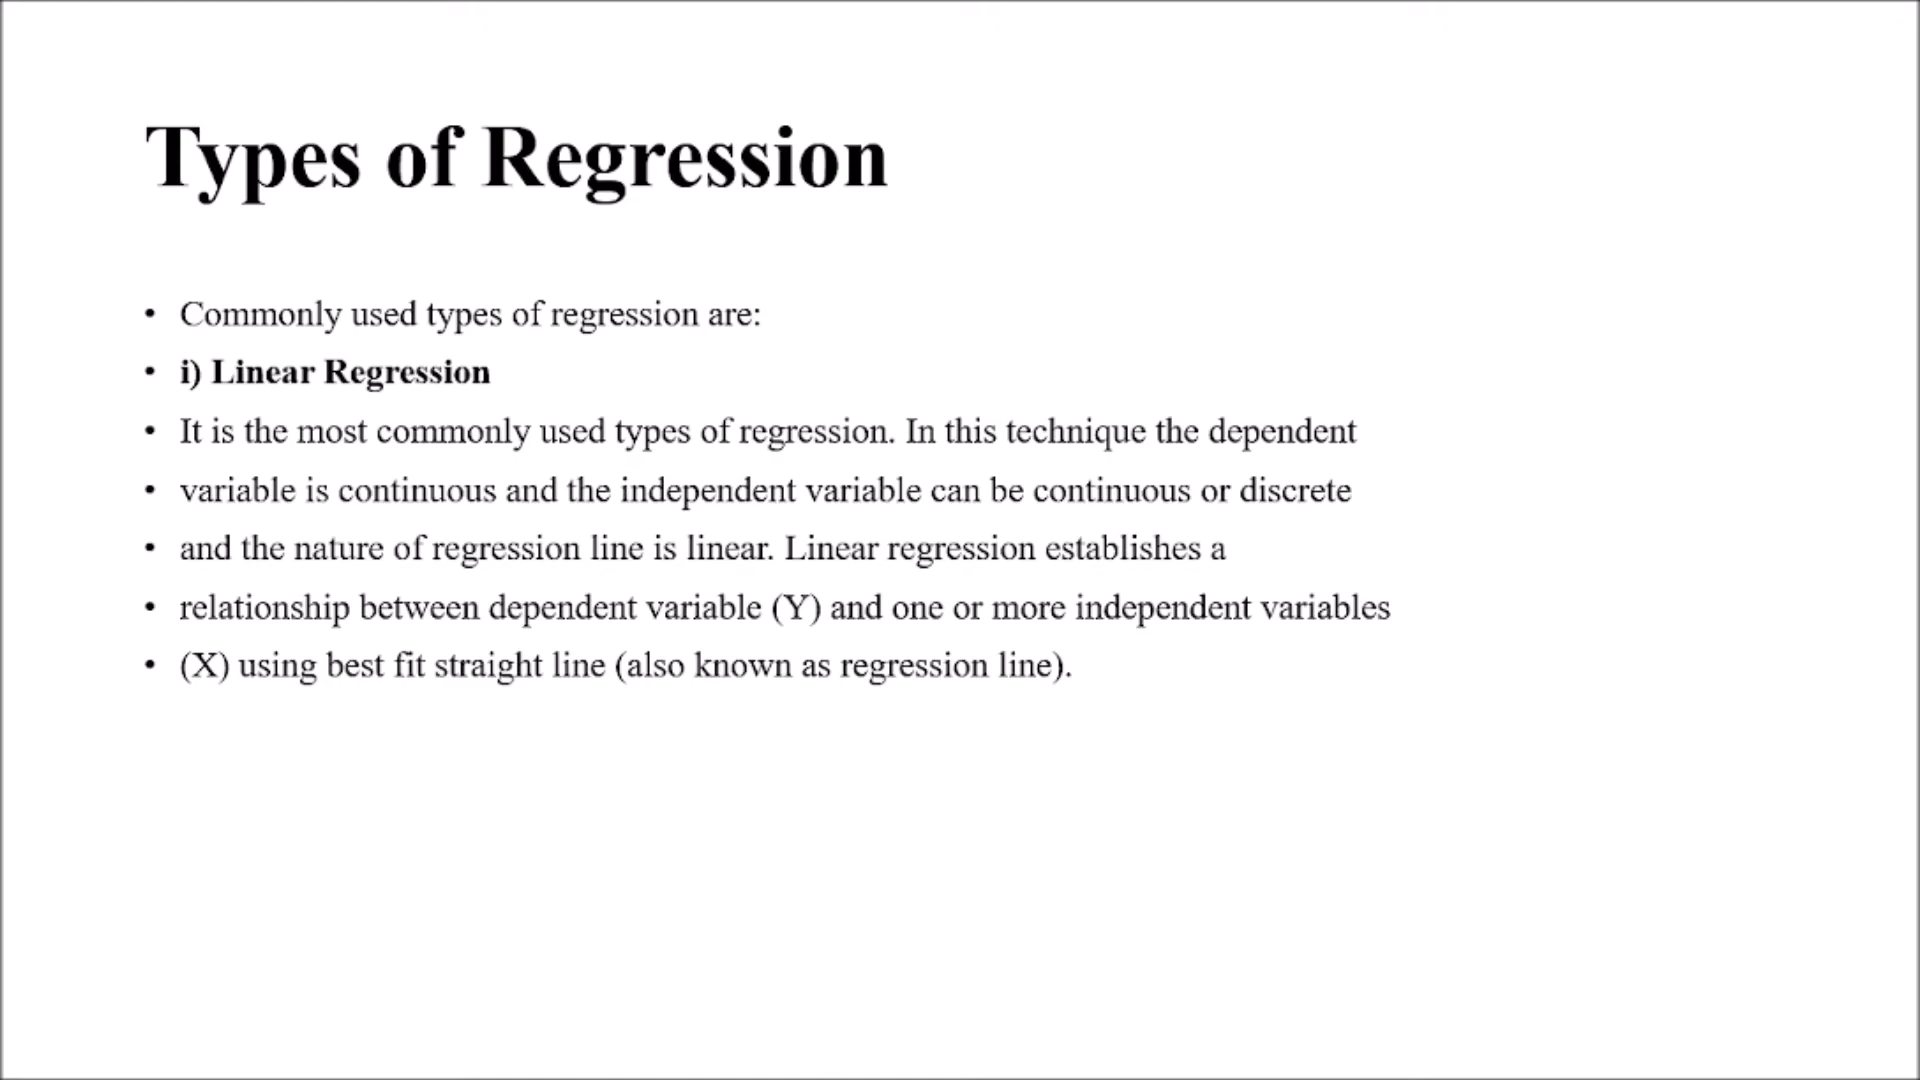 Types of Regression
• Commonly used types of regression are:
• i) Linear Regression
• It is the most commonly used types of regression. In this technique the dependent
• variable is continuous and the independent variable can be continuous or discrete
• and the nature of regression line is linear. Linear regression establishes a
• relationship between dependent variable (Y) and one or more independent variables
• (X) using best fit straight line (also known as regression line).